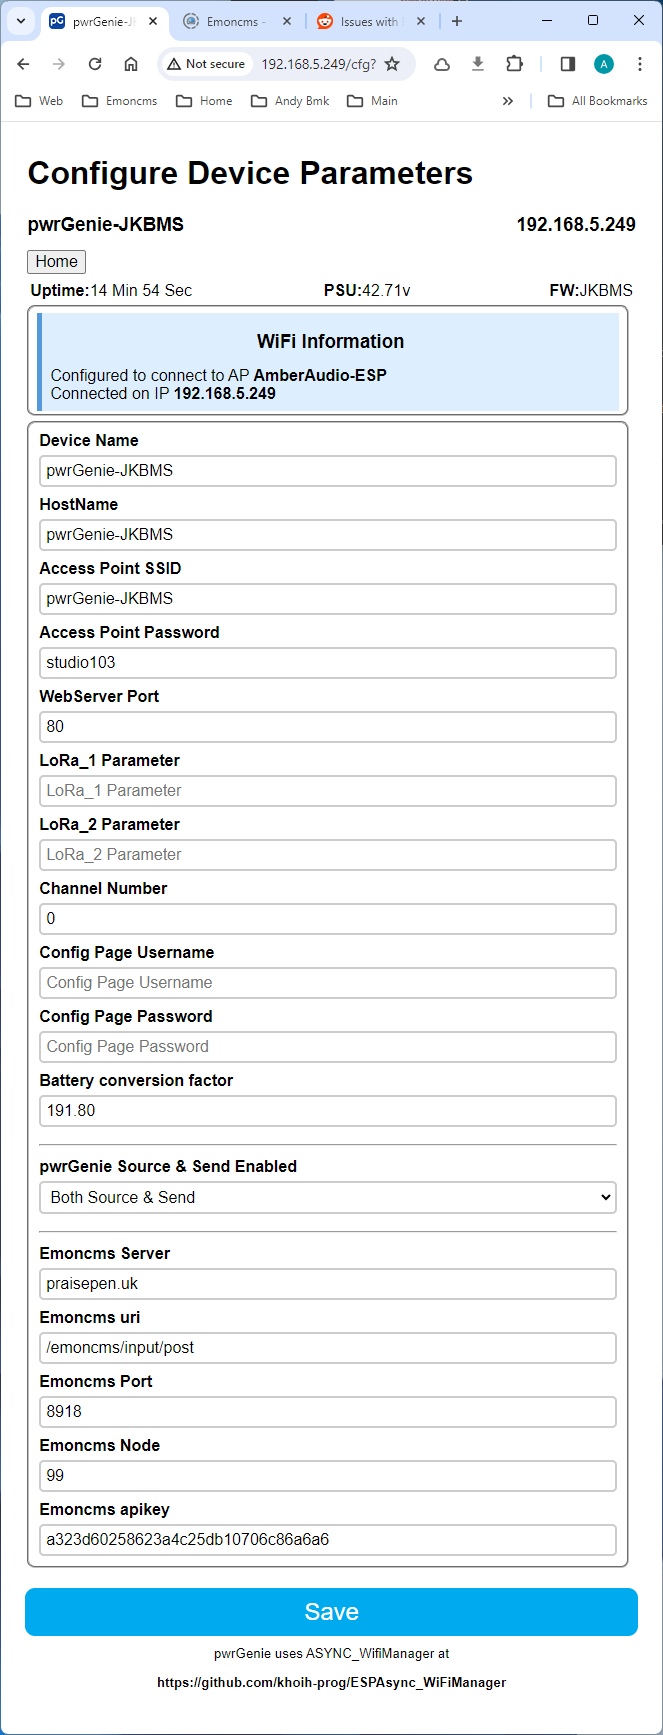 pwrGenie-J
Emoncms -
Issues with
Not secure
192.168.5.249/cfg?
A
Web
Emoncms
Home
Andy Bmk
Main
»
All Bookmarks
Configure Device Parameters
pwrGenie-JKBMS
192.168.5.249
Home
Uptime:14 Min 54 Sec
PSU:42.71v
FW:JKBMS
WiFi Information
Configured to connect to AP AmberAudio-ESP
Connected on IP 192.168.5.249
Device Name
pwrGenie-JKBMS
HostName
pwrGenie-JKBMS
Access Point SSID
pwrGenie-JKBMS
Access Point Password
studio103
WebServer Port
80
LoRa_1 Parameter
LoRa_1 Parameter
LoRa_2 Parameter
LoRa_2 Parameter
Channel Number
0
Config Page Username
Config Page Username
Config Page Password
Config Page Password
Battery conversion factor
191.80
pwrGenie Source & Send Enabled
Both Source & Send
Emoncms Server
praisepen.uk
Emoncms uri
/emoncms/input/post
Emoncms Port
8918
Emoncms Node
99
Emoncms apikey
a323d60258623a4c25db10706c86a6a6
Save
pwrGenie uses ASYNC_WifiManager at
https://github.com/khoih-prog/ESPAsync_WiFiManager